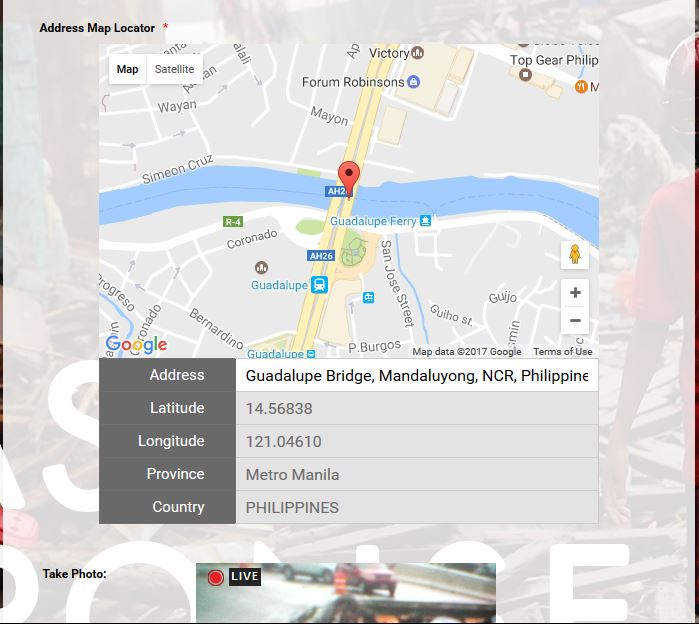 Address Map Locator *
Map Satellite
Victory
Top Gear Philip
Forum Robinsons
M
Wayan
Mayon
Simeon Cruz
AH26
R-4
Guadalupe Ferry
Coronado
AH26
San Jose Street
Guadalupe
Progreso
Coronado
Bernardino
Guiho st.
Guijo
P.Burgos
Guadalupe
Google
Map data ©2017 Google Terms of Use
Address Guadalupe Bridge, Mandaluyong, NCR, Philippine
Latitude 14.56838
Longitude 121.04610
Province Metro Manila
Country PHILIPPINES
Take Photo:
LIVE